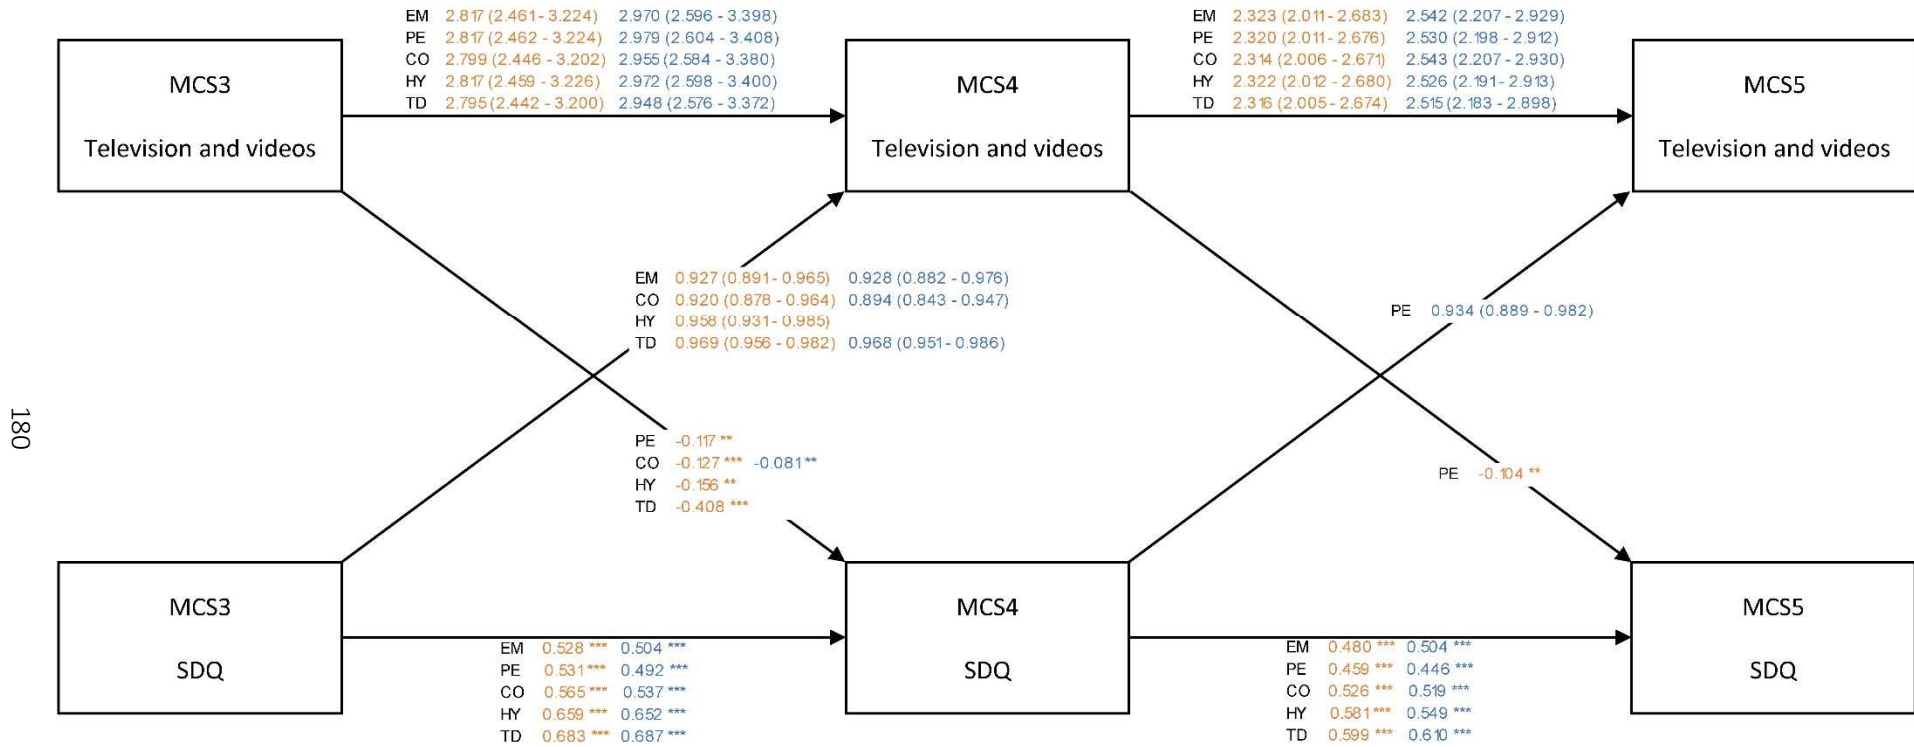 EM 2.817 (2.461 - 3.224) 2.970 (2.596 - 3.398)
PE 2.817 (2.462 - 3.224) 2.979 (2.604 - 3.408)
CO 2.799 (2.446 - 3.202) 2.955 (2.584 - 3.380)
HY 2.817 (2.459 - 3.226) 2.972 (2.598 - 3.400)
TD 2.795 (2.442 - 3.200) 2.948 (2.576 - 3.372)
EM 2.323 (2.011 - 2.683) 2.542 (2.207 - 2.929)
PE 2.320 (2.011 - 2.676) 2.530 (2.198 - 2.912)
CO 2.314 (2.006 - 2.671) 2.543 (2.207 - 2.930)
HY 2.322 (2.012 - 2.680) 2.526 (2.191 - 2.913)
TD 2.316 (2.005 - 2.674) 2.515 (2.183 - 2.898)
MCS3
Television and videos
MCS4
Television and videos
MCS5
Television and videos
EM 0.927 (0.891 - 0.965) 0.928 (0.882 - 0.976)
CO 0.920 (0.878 - 0.964) 0.894 (0.843 - 0.947)
HY 0.958 (0.931 - 0.985)
TD 0.969 (0.956 - 0.982) 0.968 (0.951 - 0.986)
PE 0.934 (0.889 - 0.982)
180
PE -0.117 **
CO -0.127 *** -0.081 **
HY -0.156 **
TD -0.408 ***
PE -0.104 **
MCS3
SDQ
MCS4
SDQ
MCS5
SDQ
EM 0.528 *** 0.504 ***
PE 0.531 *** 0.492 ***
CO 0.565 *** 0.537 ***
HY 0.659 *** 0.652 ***
TD 0.683 *** 0.687 ***
EM 0.480 *** 0.504 ***
PE 0.459 *** 0.446 ***
CO 0.526 *** 0.519 ***
HY 0.581 *** 0.549 ***
TD 0.599 *** 0.610 ***